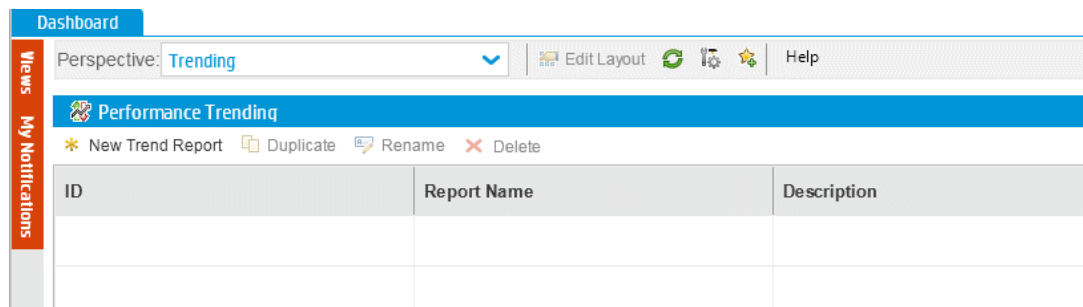 Dashboard
Perspective: Trending Edit Layout Help
Views
My Notifications
Performance Trending
New Trend Report Duplicate Rename Delete
ID Report Name Description